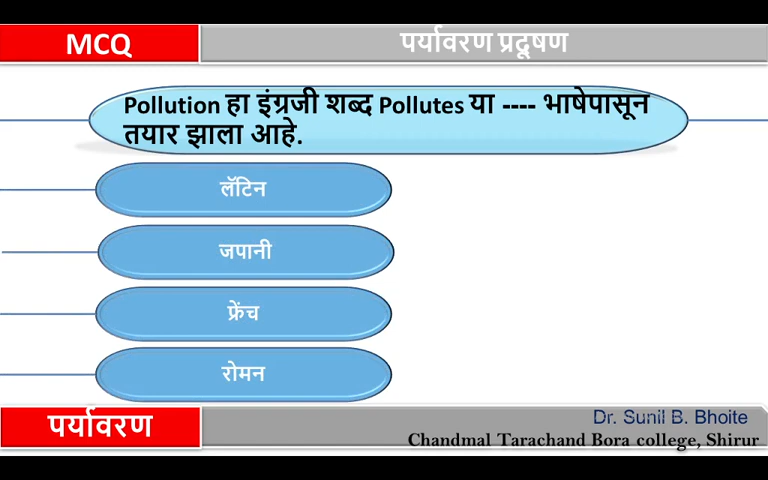 MCQ
पर्यावरण प्रदूषण
Pollution हा इंग्रजी शब्द Pollutes या ---- भाषेपासून
तयार झाला आहे.
लॅटिन
जपानी
फ्रेंच
रोमन
पर्यावरण
Dr. Sunil B. Bhoite
Chandmal Tarachand Bora college, Shirur